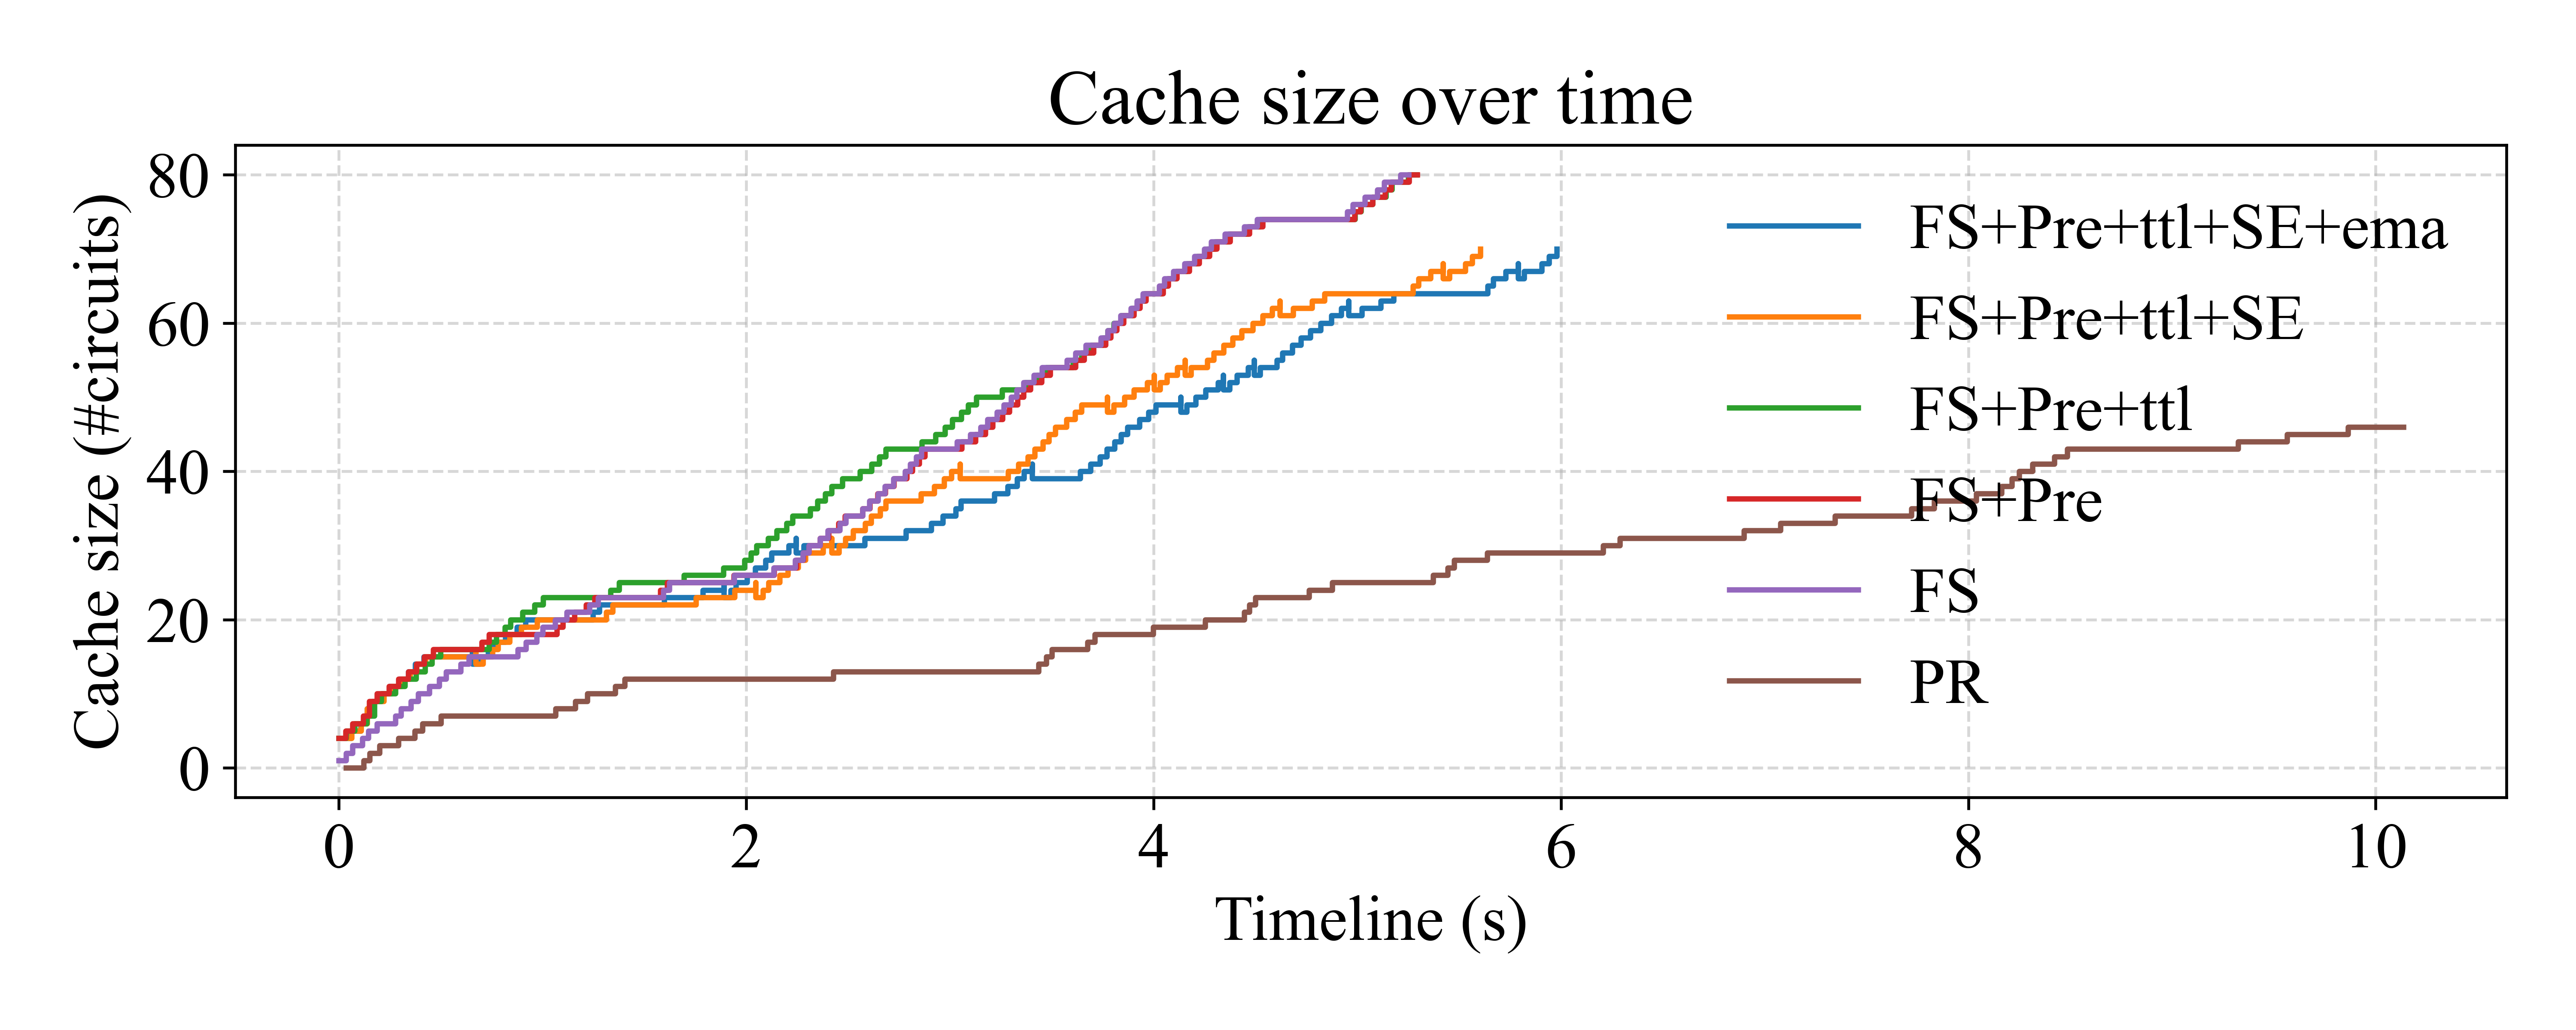 Cache size over time
Cache size (#circuits)
80
60
40
20
0
FS+Pre+ttl+SE+ema
FS+Pre+ttl+SE
FS+Pre+ttl
FS+Pre
FS
PR
0 2 4 6 8 10
Timeline (s)